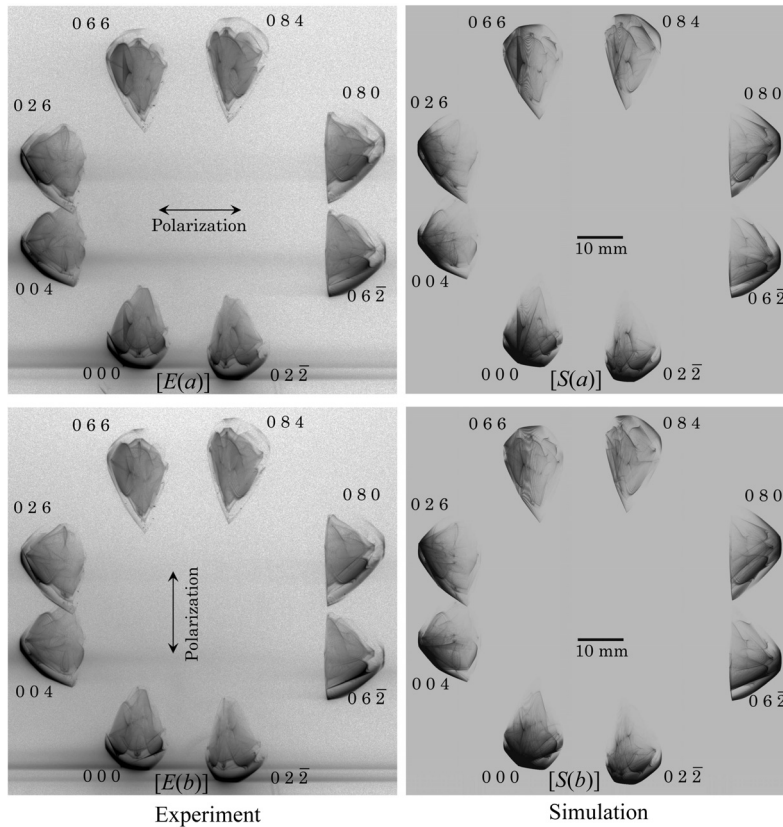 0 6 6
0 8 4
0 2 6
0 8 0
Polarization
0 0 4
0 6 2̅
0 0 0
[E(a)]
0 2 2̅
0 6 6
0 8 4
0 2 6
0 8 0
10 mm
0 0 4
0 6 2̅
0 0 0
[S(a)]
0 2 2̅
0 6 6
0 8 4
0 2 6
0 8 0
Polarization
0 0 4
0 6 2̅
0 0 0
[E(b)]
0 2 2̅
0 6 6
0 8 4
0 2 6
0 8 0
10 mm
0 0 4
0 6 2̅
0 0 0
[S(b)]
0 2 2̅
Experiment
Simulation